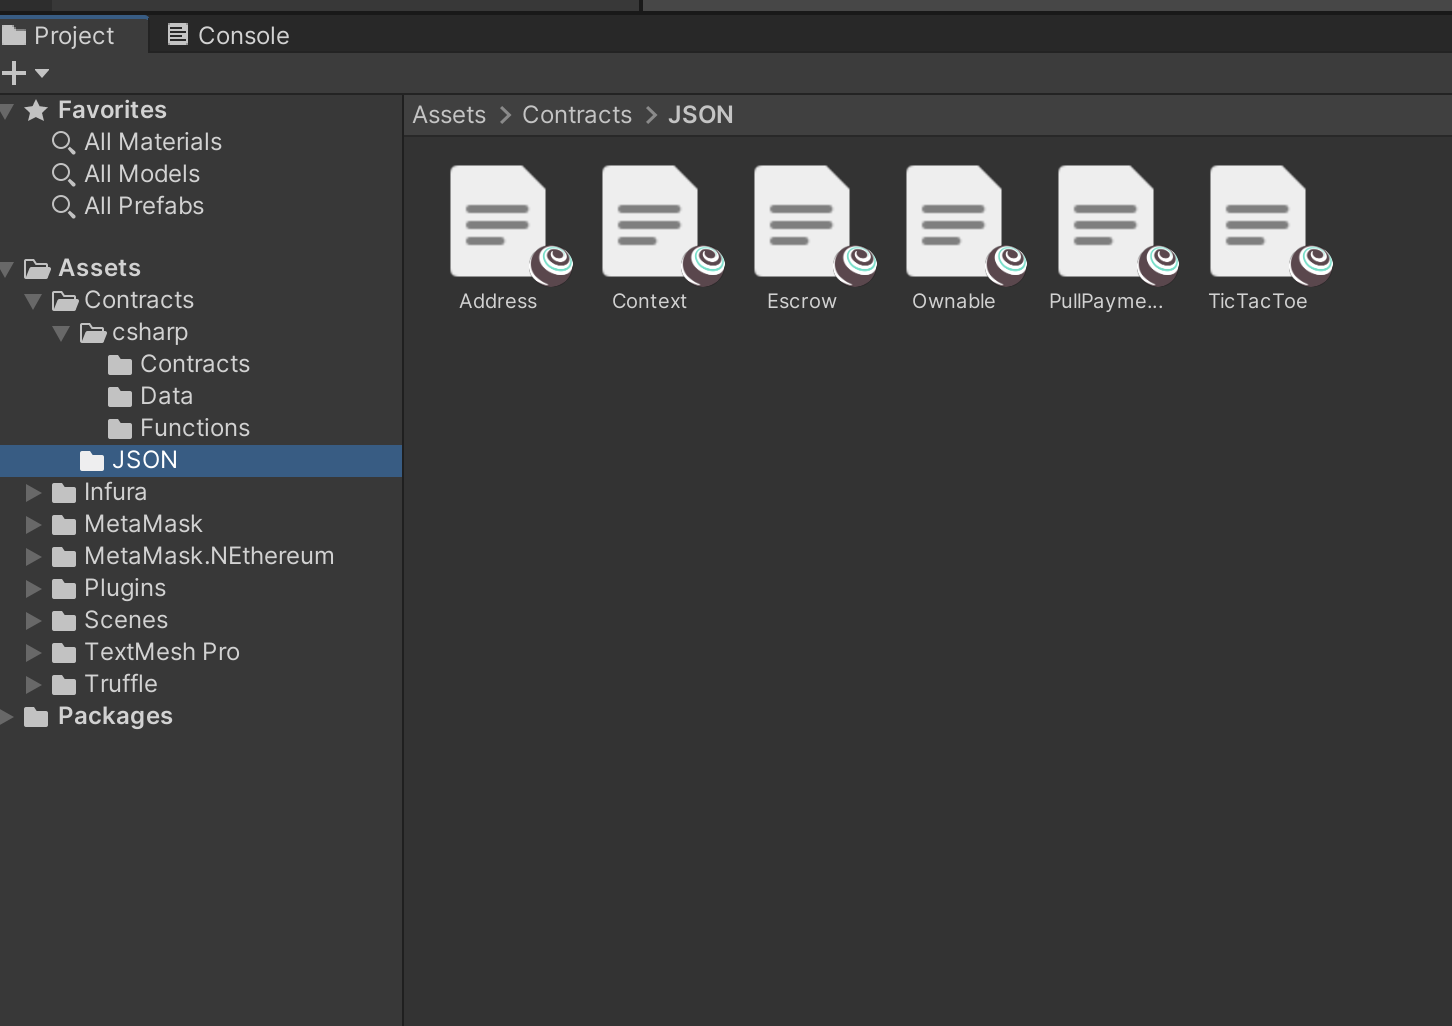 Project
Console
Favorites
All Materials
All Models
All Prefabs
Assets
Contracts
csharp
Contracts
Data
Functions
JSON
Infura
MetaMask
MetaMask.NEthereum
Plugins
Scenes
TextMesh Pro
Truffle
Packages
Assets > Contracts > JSON
Address
Context
Escrow
Ownable
PullPayme...
TicTacToe